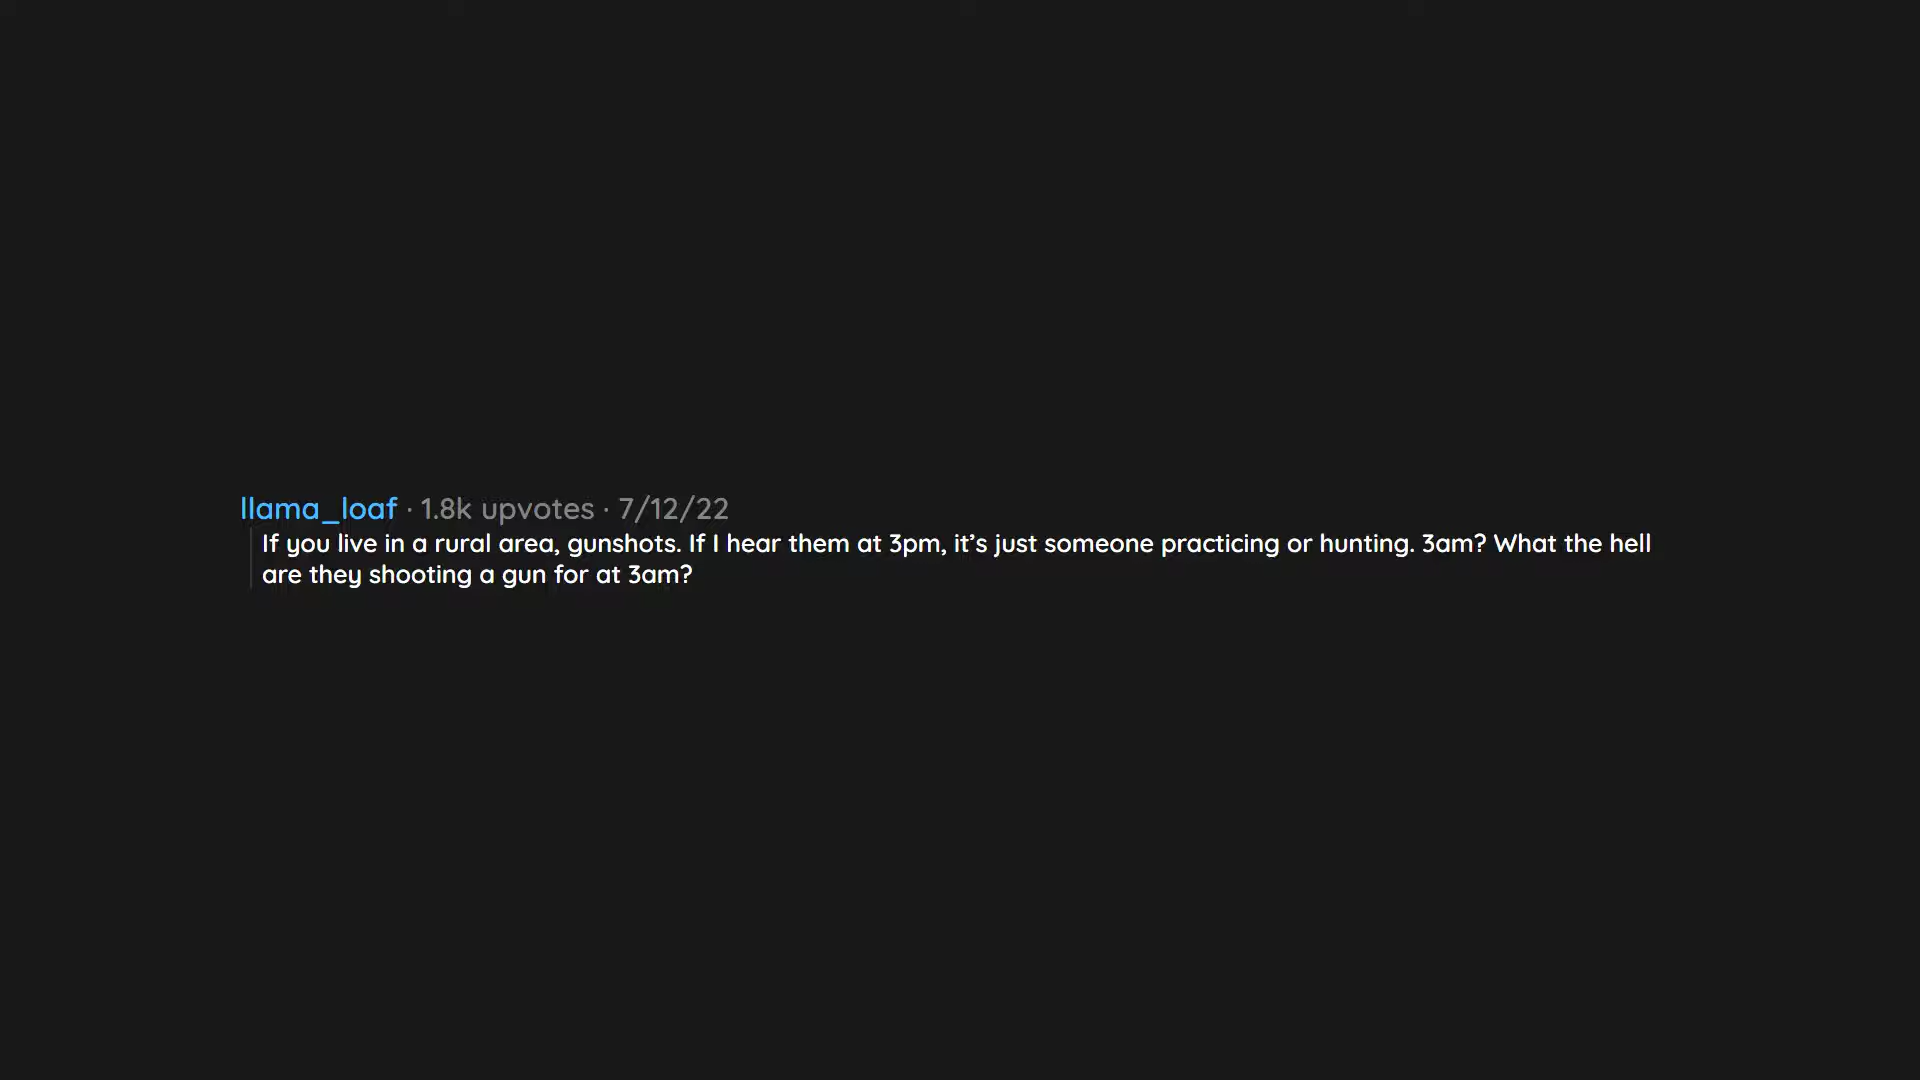 llama_loaf · 1.8k upvotes · 7/12/22
If you live in a rural area, gunshots. If I hear them at 3pm, it’s just someone practicing or hunting. 3am? What the hell
are they shooting a gun for at 3am?